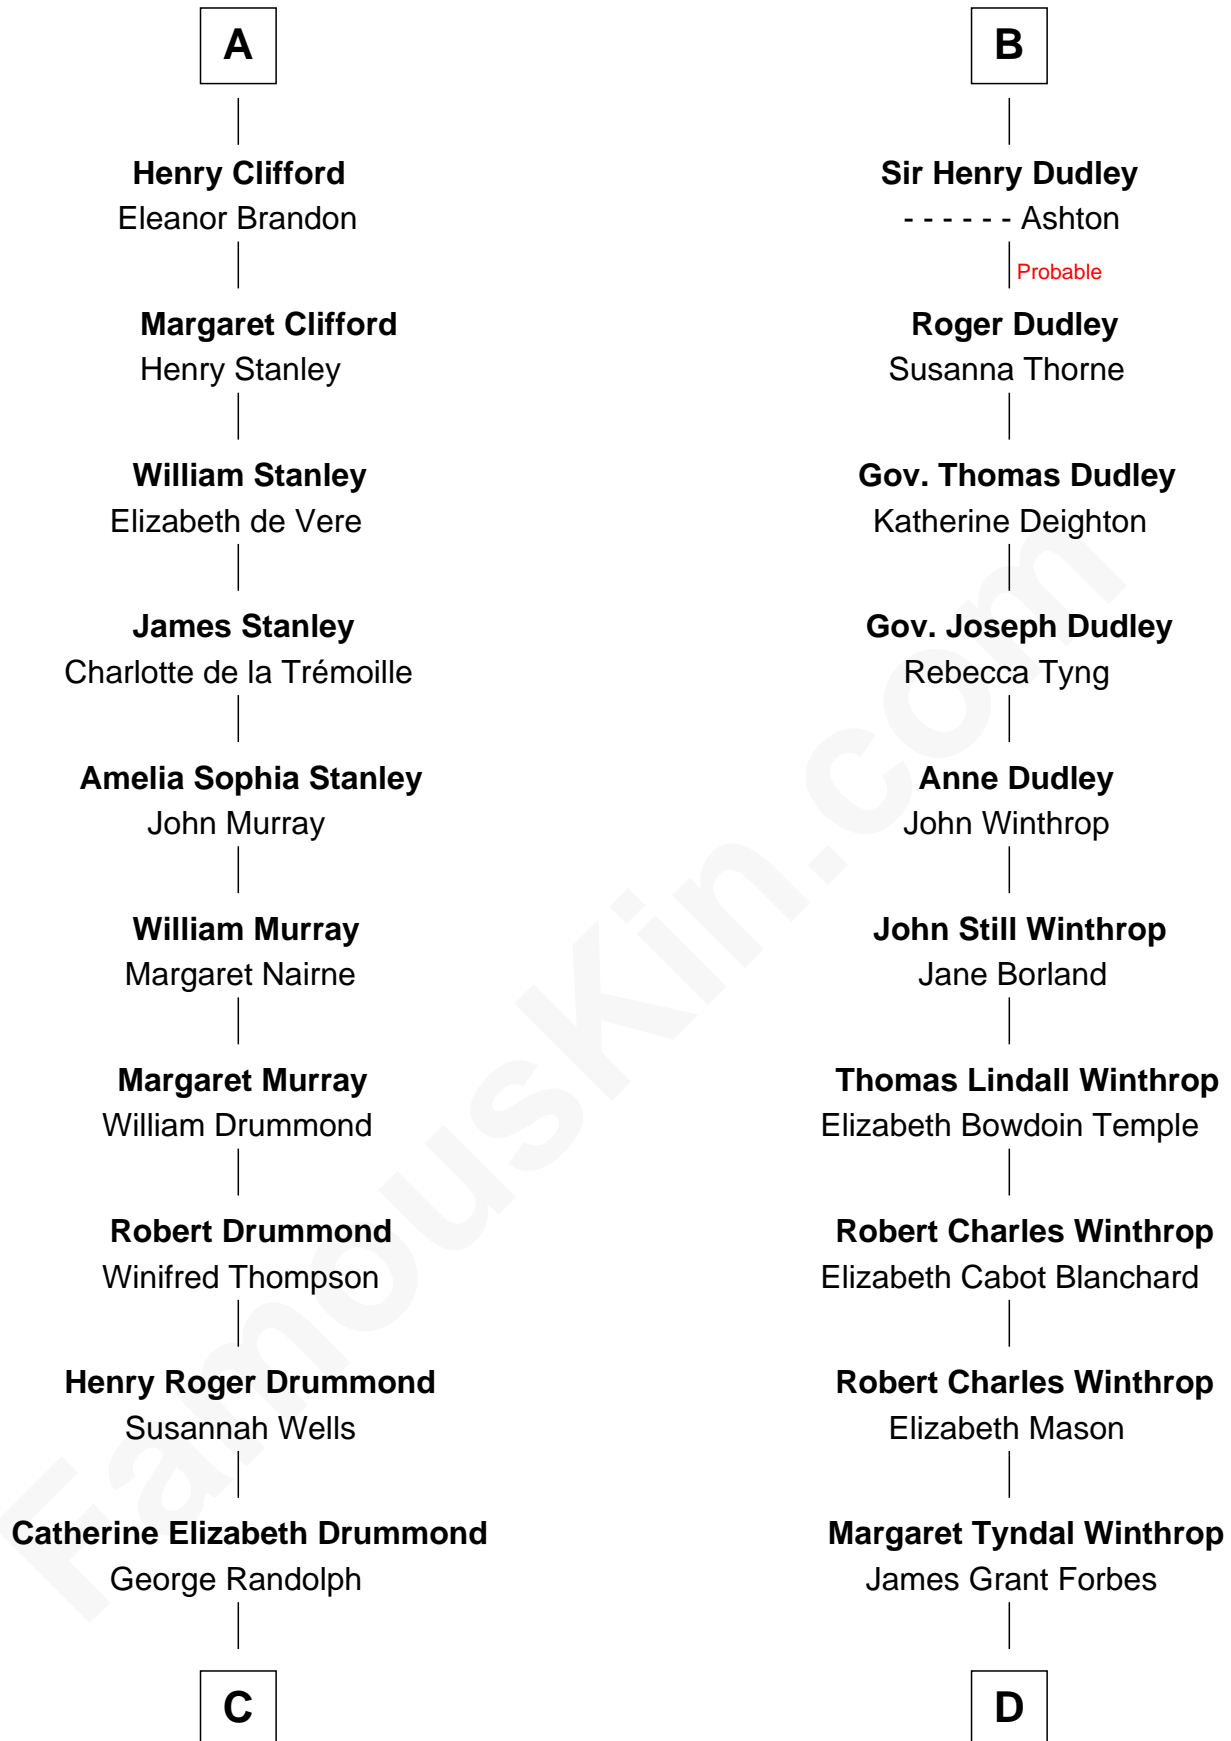 A
Henry Clifford
Eleanor Brandon
Margaret Clifford
Henry Stanley
William Stanley
Elizabeth de Vere
James Stanley
Charlotte de la Trémoille
Amelia Sophia Stanley
John Murray
William Murray
Margaret Nairne
Margaret Murray
William Drummond
Robert Drummond
Winifred Thompson
Henry Roger Drummond
Susannah Wells
Catherine Elizabeth Drummond
George Randolph
C
B
Sir Henry Dudley
- - - - - - Ashton
Probable
Roger Dudley
Susanna Thorne
Gov. Thomas Dudley
Katherine Deighton
Gov. Joseph Dudley
Rebecca Tyng
Anne Dudley
John Winthrop
John Still Winthrop
Jane Borland
Thomas Lindall Winthrop
Elizabeth Bowdoin Temple
Robert Charles Winthrop
Elizabeth Cabot Blanchard
Robert Charles Winthrop
Elizabeth Mason
Margaret Tyndal Winthrop
James Grant Forbes
D
FamousKin.com